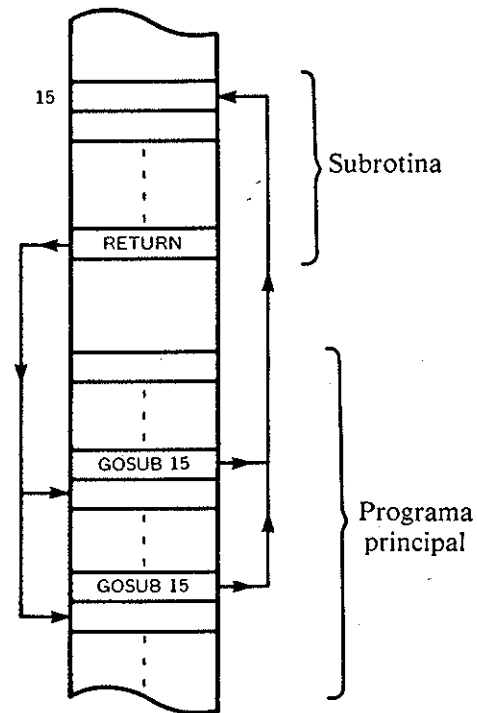 15
Subrotina
RETURN
GOSUB 15
Programa
principal
GOSUB 15